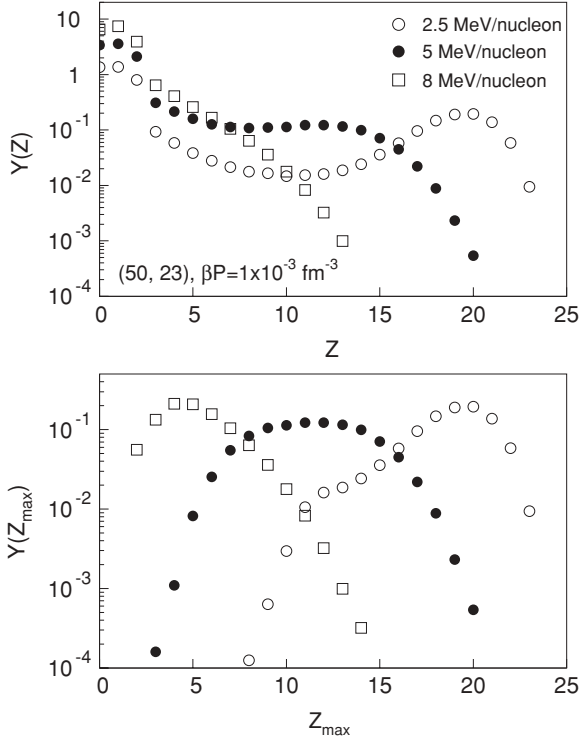 10
1
10⁻¹
10⁻²
10⁻³
10⁻⁴
Y(Z)
2.5 MeV/nucleon
5 MeV/nucleon
8 MeV/nucleon
(50, 23), βP=1x10⁻³ fm⁻³
0 5 10 15 20 25
Z
10⁻¹
10⁻²
10⁻³
10⁻⁴
Y(Zₘₐₓ)
0 5 10 15 20 25
Zₘₐₓ